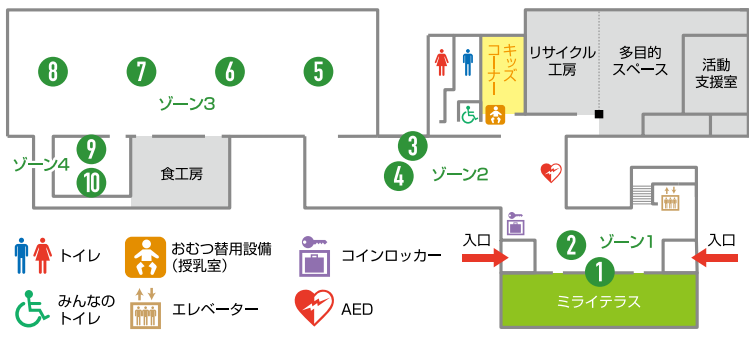 8
7
6
5
ゾーン3
キッズ
コーナー
リサイクル
工房
多目的
スペース
活動
支援室
ゾーン4
9
10
食工房
3
4
ゾーン2
入口
2
ゾーン1
入口
1
ミライテラス
トイレ
おむつ替用設備
（授乳室）
コインロッカー
みんなの
トイレ
エレベーター
AED